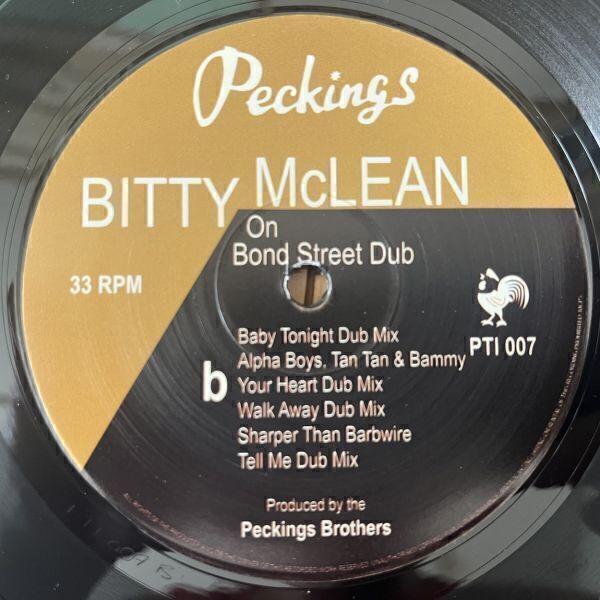 Peckings
BITTY McLEAN
On
Bond Street Dub
33 RPM
PTI 007
b
Baby Tonight Dub Mix
Alpha Boys, Tan Tan & Bammy
Your Heart Dub Mix
Walk Away Dub Mix
Sharper Than Barbwire
Tell Me Dub Mix
Produced by the
Peckings Brothers